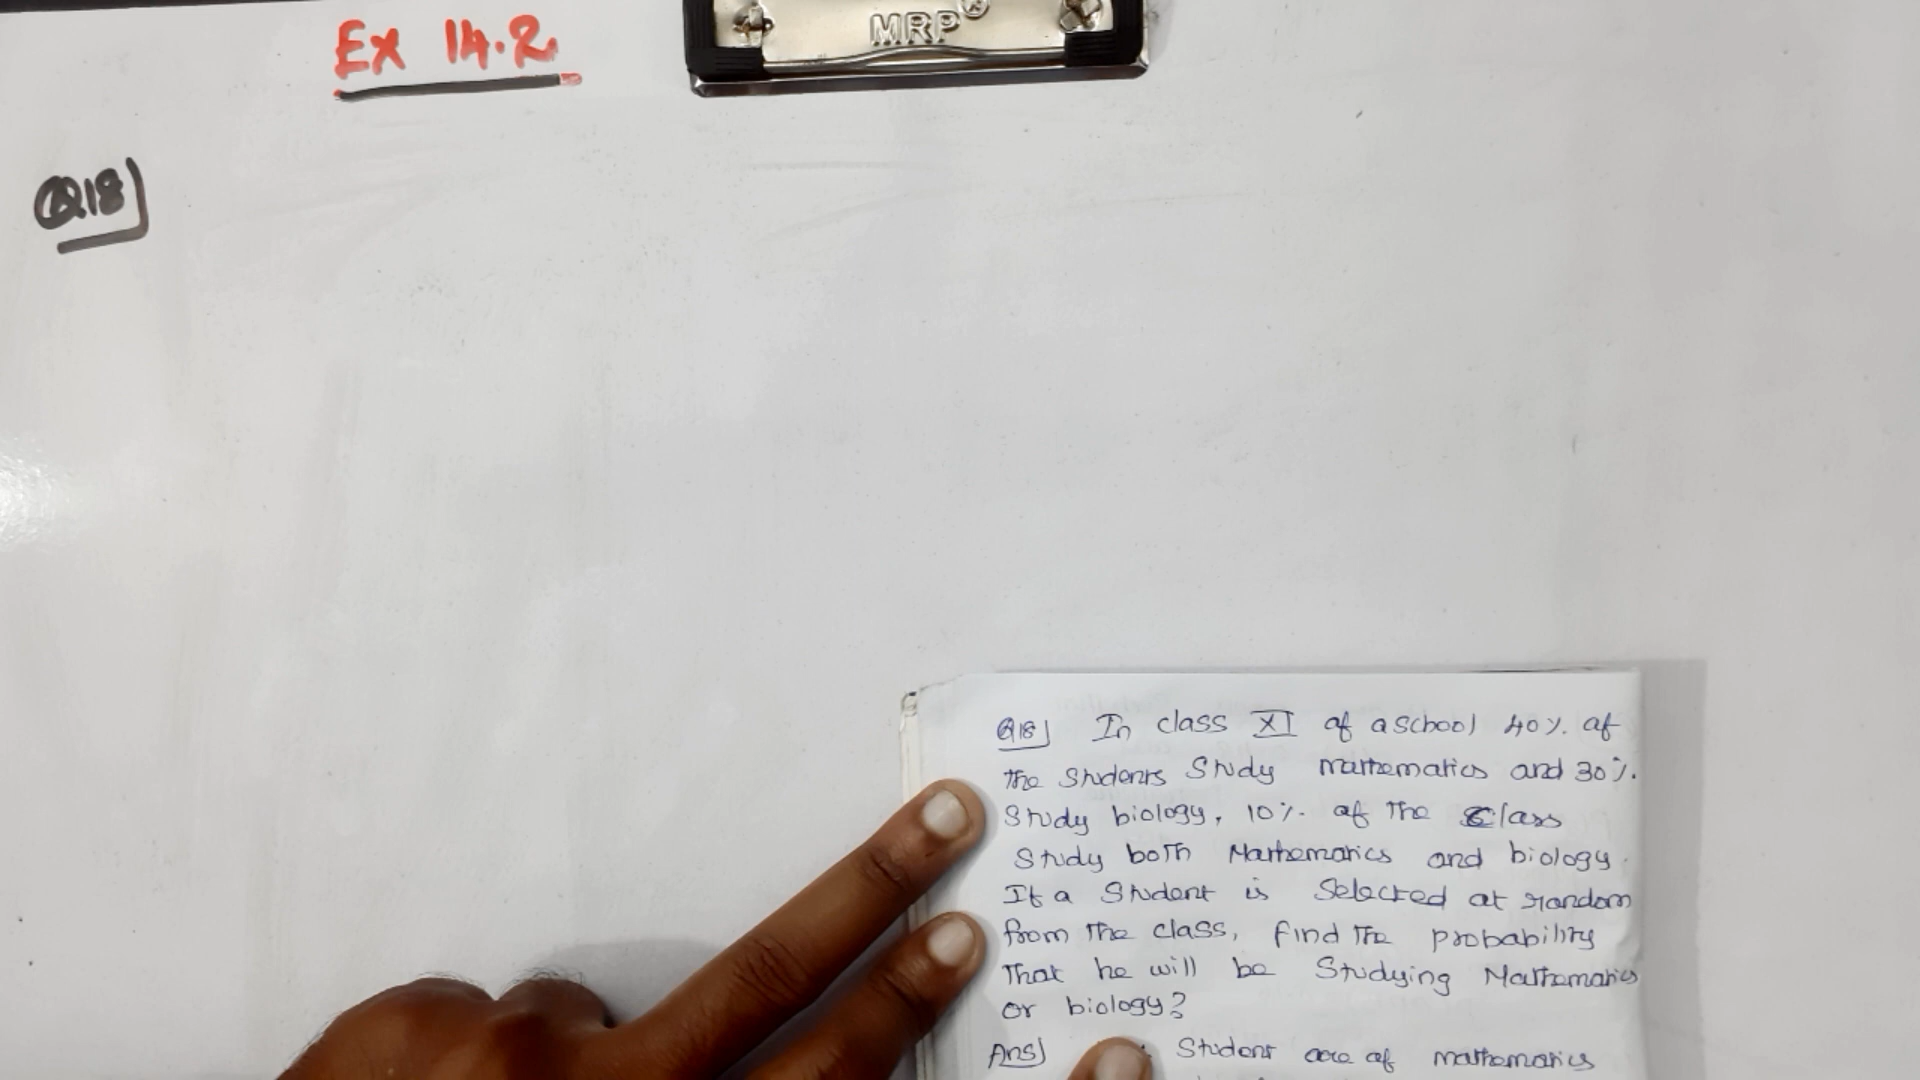 Ex 14.2
MRP
Q18]
Q18] In class XI of a school 40% of
the students study mathematics and 30%.
Study biology, 10% of the class
Study both Mathematics and biology.
If a Student is Selected at random
from the class, find the probability
that he will be Studying Mathematics
or biology?
Ans] Student are of mathematics